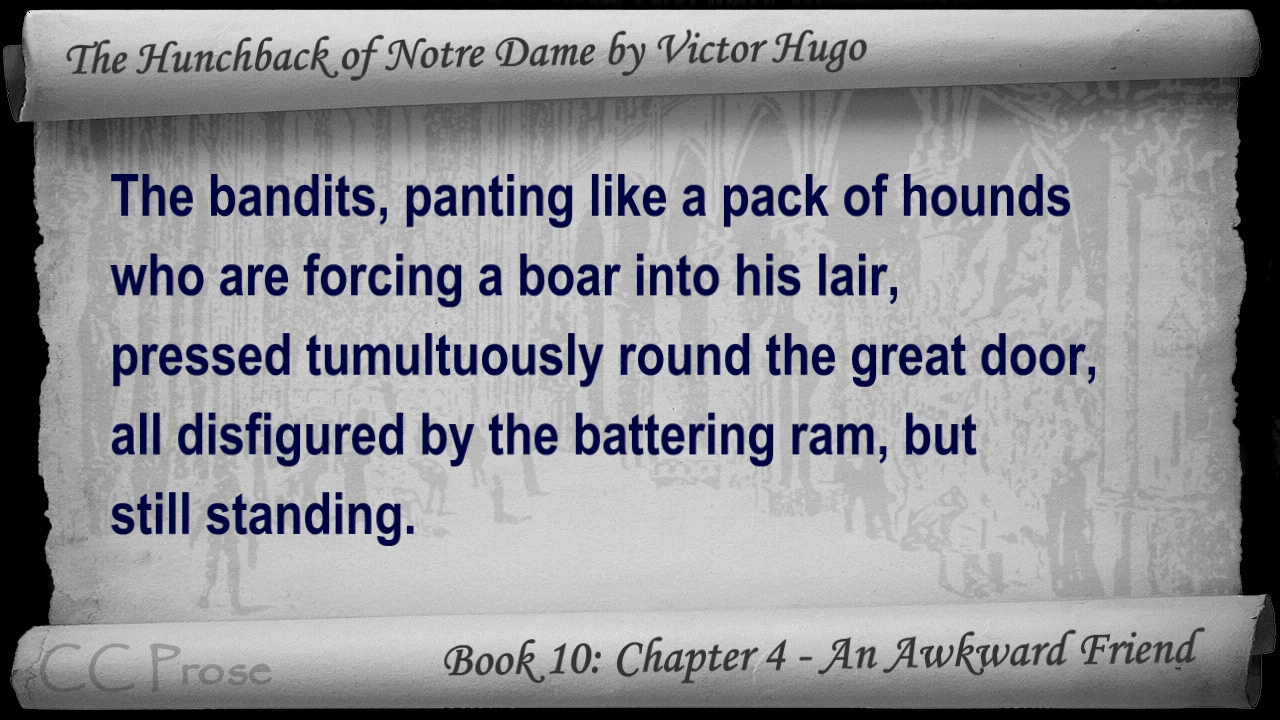 The Hunchback of Notre Dame by Victor Hugo
The bandits, panting like a pack of hounds
who are forcing a boar into his lair,
pressed tumultuously round the great door,
all disfigured by the battering ram, but
still standing.
CC Prose
Book 10: Chapter 4 - An Awkward Friend